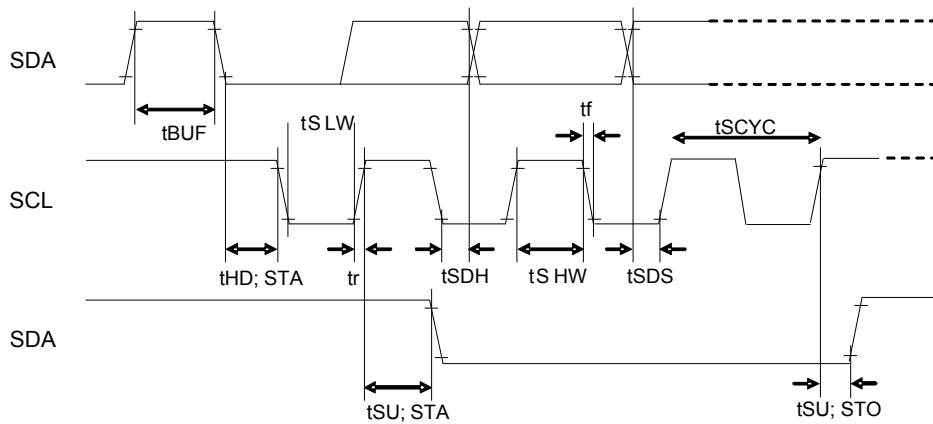 SDA
tBUF
tS LW
tf
tSCYC
SCL
tHD; STA
tr
tSDH
tS HW
tSDS
SDA
tSU; STA
tSU; STO